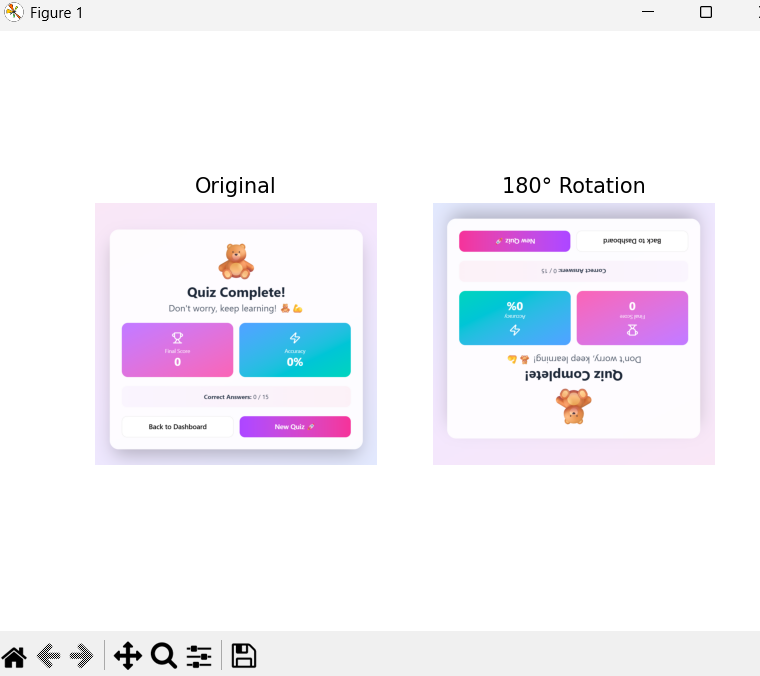 Figure 1
Original
Quiz Complete!
Don't worry, keep learning! 🧸 💪
Final Score
0
Accuracy
0%
Correct Answers: 0 / 15
Back to Dashboard
New Quiz 🚀
180° Rotation
New Quiz 🚀
Back to Dashboard
Correct Answers: 0 / 15
0%
Accuracy
0
Final Score
Don't worry, keep learning! 🧸 💪
Quiz Complete!